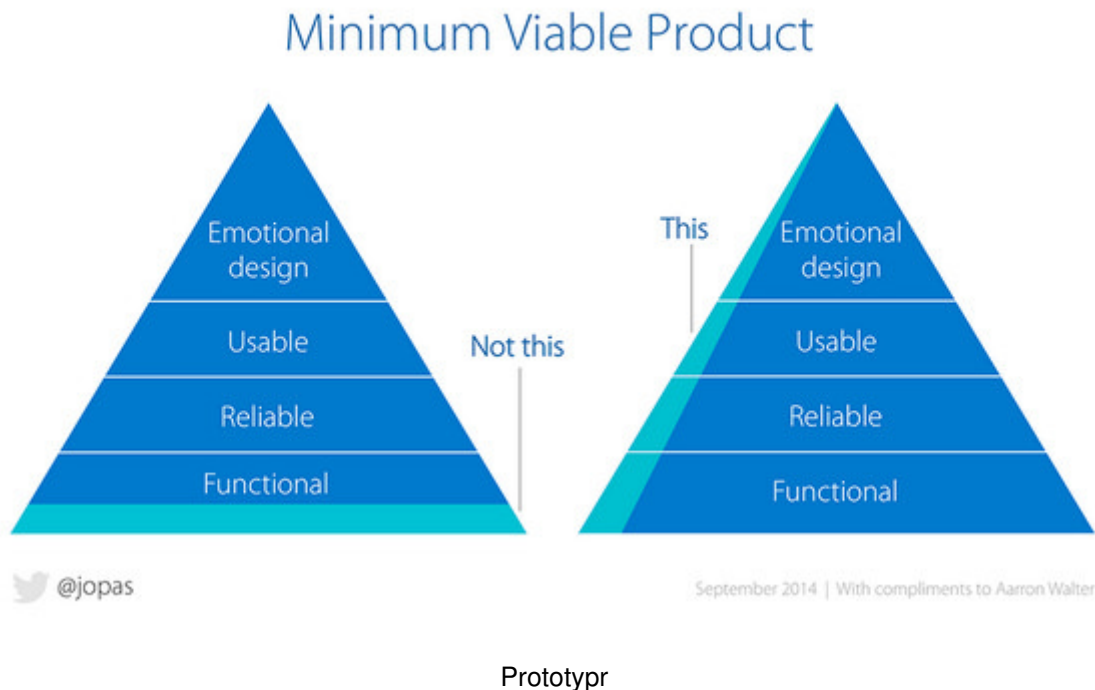 Minimum Viable Product
Emotional
design
Usable
Reliable
Functional
Not this
This
Emotional
design
Usable
Reliable
Functional
@jopas
September 2014 | With compliments to Aarron Walter
Prototypr